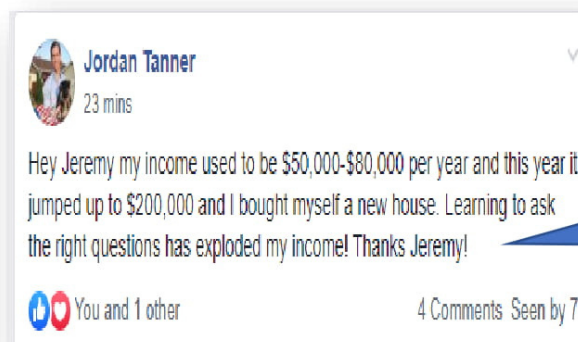 Jordan Tanner
23 mins
Hey Jeremy my income used to be $50,000-$80,000 per year and this year it
jumped up to $200,000 and I bought myself a new house. Learning to ask
the right questions has exploded my income! Thanks Jeremy!
You and 1 other 4 Comments Seen by 7